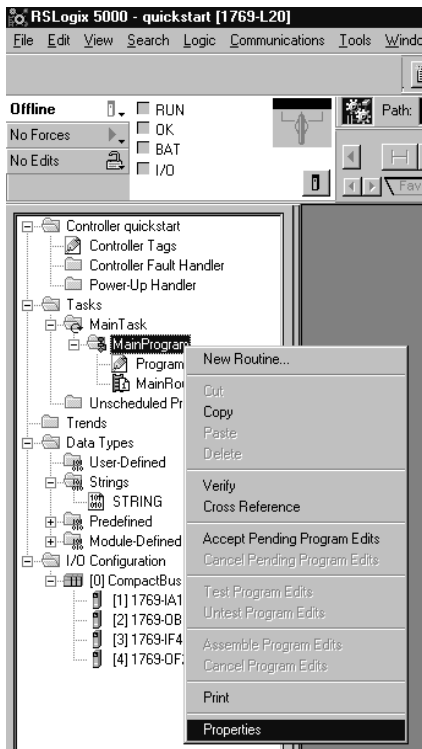 RSLogix 5000 - quickstart [1769-L20]
File Edit View Search Logic Communications Tools
Offline RUN Path:
No Forces OK
BAT
No Edits I/O
Controller quickstart
Controller Tags
Controller Fault Handler
Power-Up Handler
Tasks
MainTask
MainProgram
Program
Unscheduled
Trends
Data Types
User-Defined
Strings
STRING
Predefined
Module-Defined
I/O Configuration
[0] CompactBus
[1] 1769-IA1
[2] 1769-OB
[3] 1769-IF4
[4] 1769-OF
New Routine...
Cut
Copy
Paste
Delete
Verify
Cross Reference
Accept Pending Program Edits
Cancel Pending Program Edits
Test Program Edits
Untest Program Edits
Assemble Program Edits
Cancel Program Edits
Print
Properties